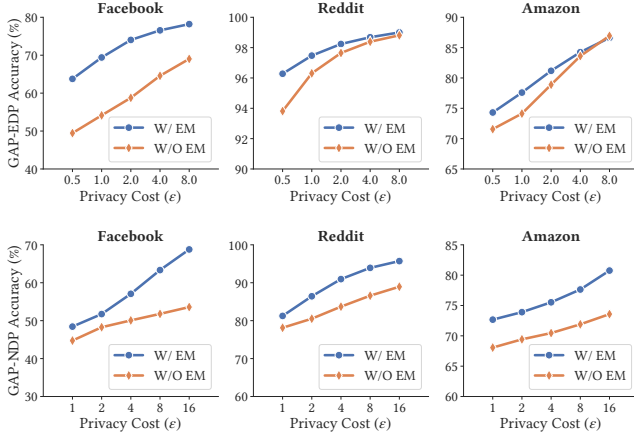 Facebook
Reddit
Amazon
GAP-EDP Accuracy (%)
80
70
60
50
40
W/ EM
W/O EM
0.5 1.0 2.0 4.0 8.0
Privacy Cost (ε)
100
98
96
94
92
90
W/ EM
W/O EM
0.5 1.0 2.0 4.0 8.0
Privacy Cost (ε)
90
85
80
75
70
65
W/ EM
W/O EM
0.5 1.0 2.0 4.0 8.0
Privacy Cost (ε)
Facebook
Reddit
Amazon
GAP-NDP Accuracy (%)
70
60
50
40
30
W/ EM
W/O EM
1 2 4 8 16
Privacy Cost (ε)
100
90
80
70
60
W/ EM
W/O EM
1 2 4 8 16
Privacy Cost (ε)
85
80
75
70
65
60
W/ EM
W/O EM
1 2 4 8 16
Privacy Cost (ε)